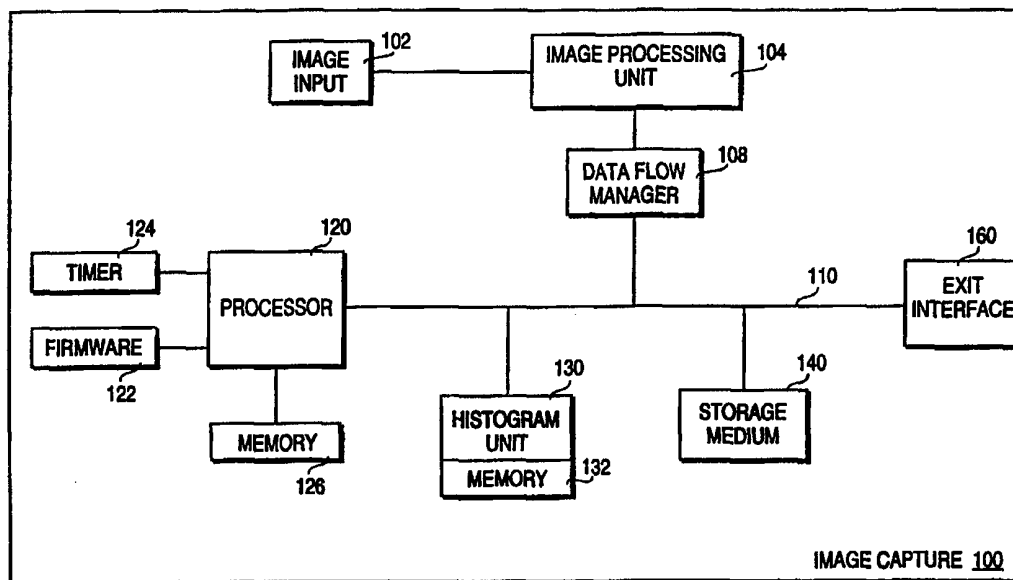 102
IMAGE
INPUT
IMAGE PROCESSING
UNIT
104
108
DATA FLOW
MANAGER
124
TIMER
120
PROCESSOR
FIRMWARE
122
MEMORY
126
130
HISTOGRAM
UNIT
MEMORY
132
110
140
STORAGE
MEDIUM
160
EXIT
INTERFACE
IMAGE CAPTURE 100